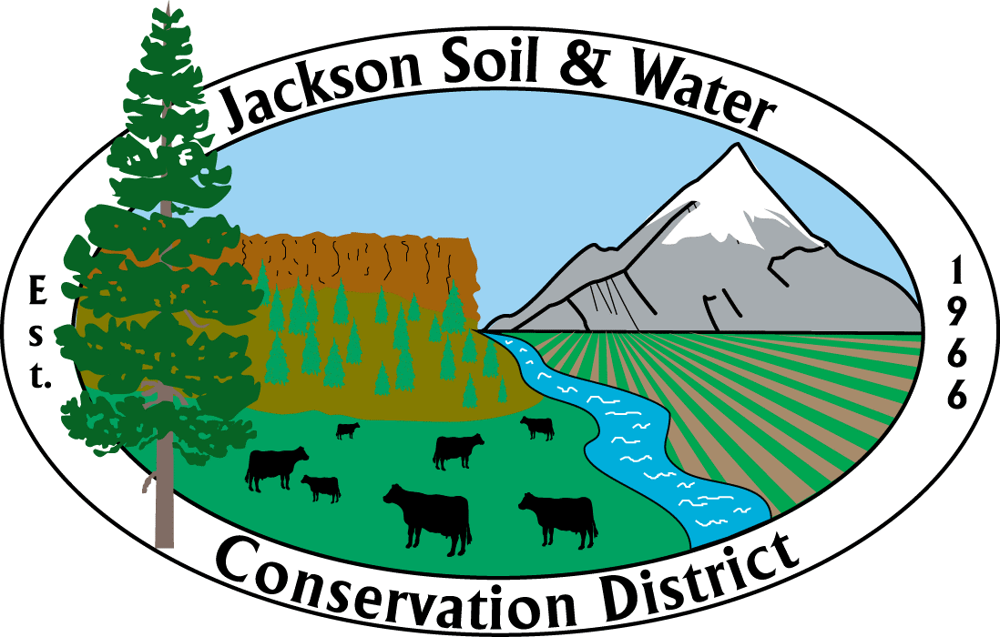 Jackson Soil & Water
Est.
1966
Conservation District